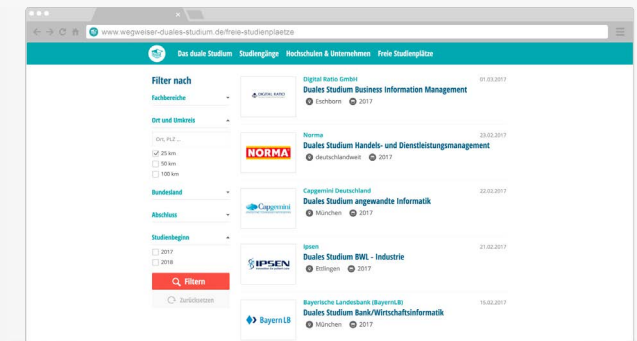 www.wegweiser-duales-studium.de/freie-studienplaetze
Das duale Studium Studiengänge Hochschulen & Unternehmen Freie Studienplätze
Filter nach
Fachbereiche
Ort und Umkreis
Ort, PLZ ...
25 km
50 km
100 km
Bundesland
Abschluss
Studienbeginn
2017
2018
Filtern
Zurücksetzen
DIGITAL RATIO
Digital Ratio GmbH 01.03.2017
Duales Studium Business Information Management
Eschborn 2017
NORMA
Norma 23.02.2017
Duales Studium Handels- und Dienstleistungsmanagement
deutschlandweit 2017
Capgemini
Capgemini Deutschland 22.02.2017
Duales Studium angewandte Informatik
München 2017
IPSEN
Ipsen 21.02.2017
Duales Studium BWL - Industrie
Ettlingen 2017
Bayern LB
Bayerische Landesbank (BayernLB) 15.02.2017
Duales Studium Bank/Wirtschaftsinformatik
München 2017